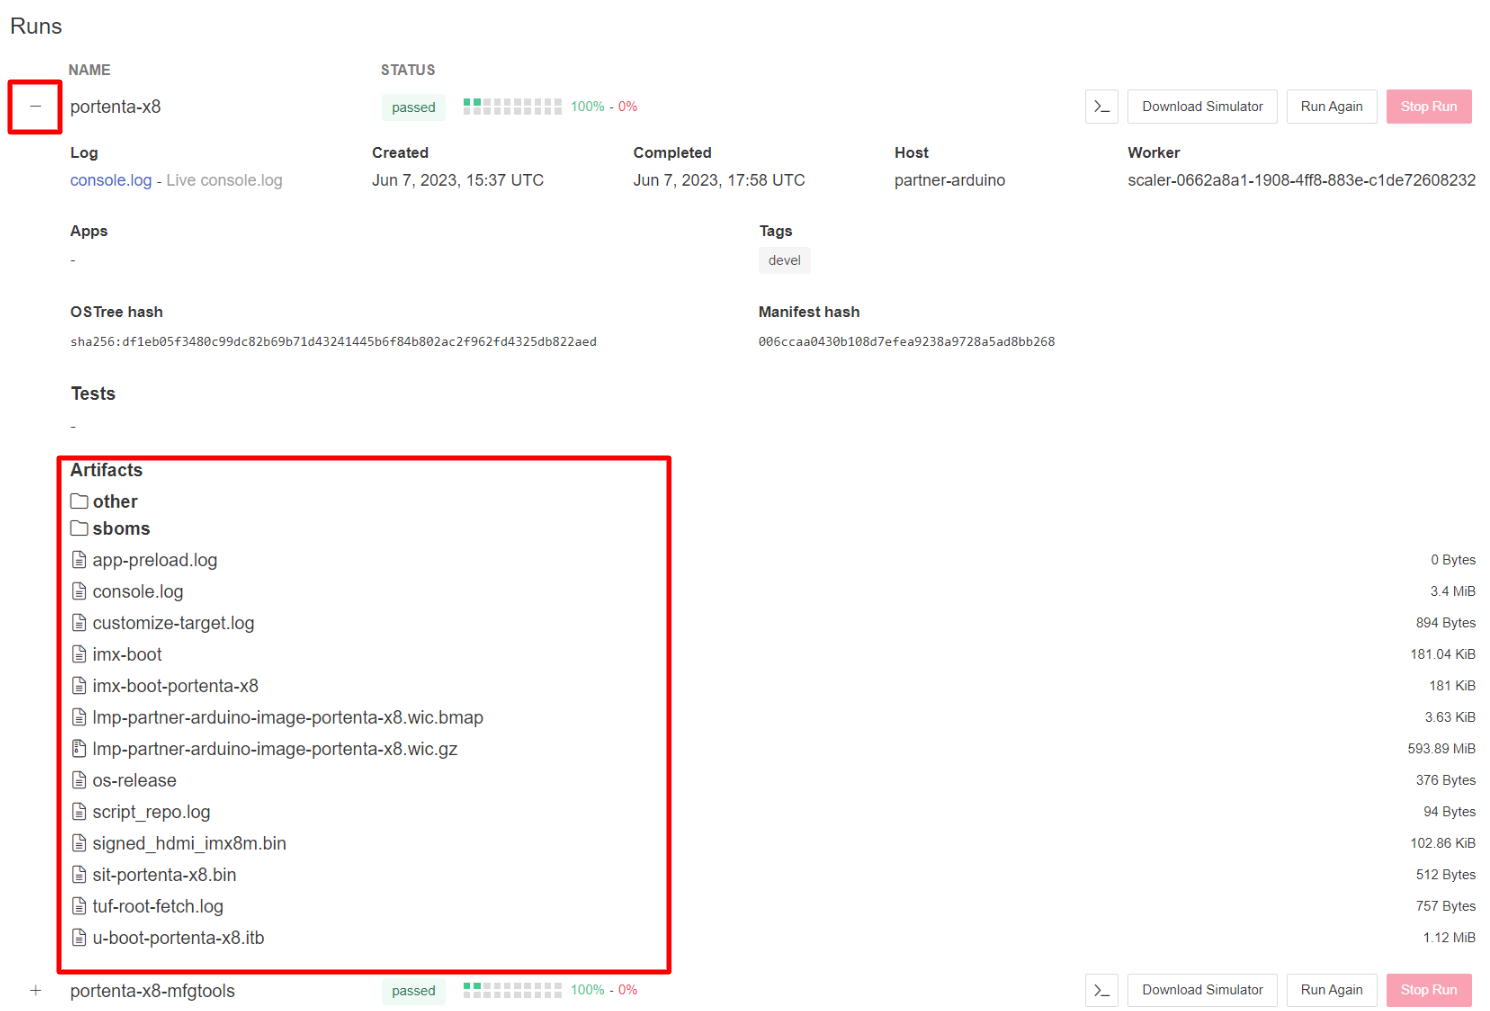 Runs
NAME STATUS
portenta-x8 passed 100% - 0% Download Simulator Run Again Stop Run
Log Created Completed Host Worker
console.log - Live console.log Jun 7, 2023, 15:37 UTC Jun 7, 2023, 17:58 UTC partner-arduino scaler-0662a8a1-1908-4ff8-883e-c1de72608232
Apps Tags
- devel
OSTree hash Manifest hash
sha256:df1eb05f3480c99dc82b69b71d43241445b6f84b802ac2f962fd4325db822aed 006ccaa0430b108d7efea9238a9728a5ad8bb268
Tests
-
Artifacts
other
sboms
app-preload.log 0 Bytes
console.log 3.4 MiB
customize-target.log 894 Bytes
imx-boot 181.04 KiB
imx-boot-portenta-x8 181 KiB
lmp-partner-arduino-image-portenta-x8.wic.bmap 3.63 KiB
lmp-partner-arduino-image-portenta-x8.wic.gz 593.89 MiB
os-release 376 Bytes
script_repo.log 94 Bytes
signed_hdmi_imx8m.bin 102.86 KiB
sit-portenta-x8.bin 512 Bytes
tuf-root-fetch.log 757 Bytes
u-boot-portenta-x8.itb 1.12 MiB
portenta-x8-mfgtools passed 100% - 0% Download Simulator Run Again Stop Run